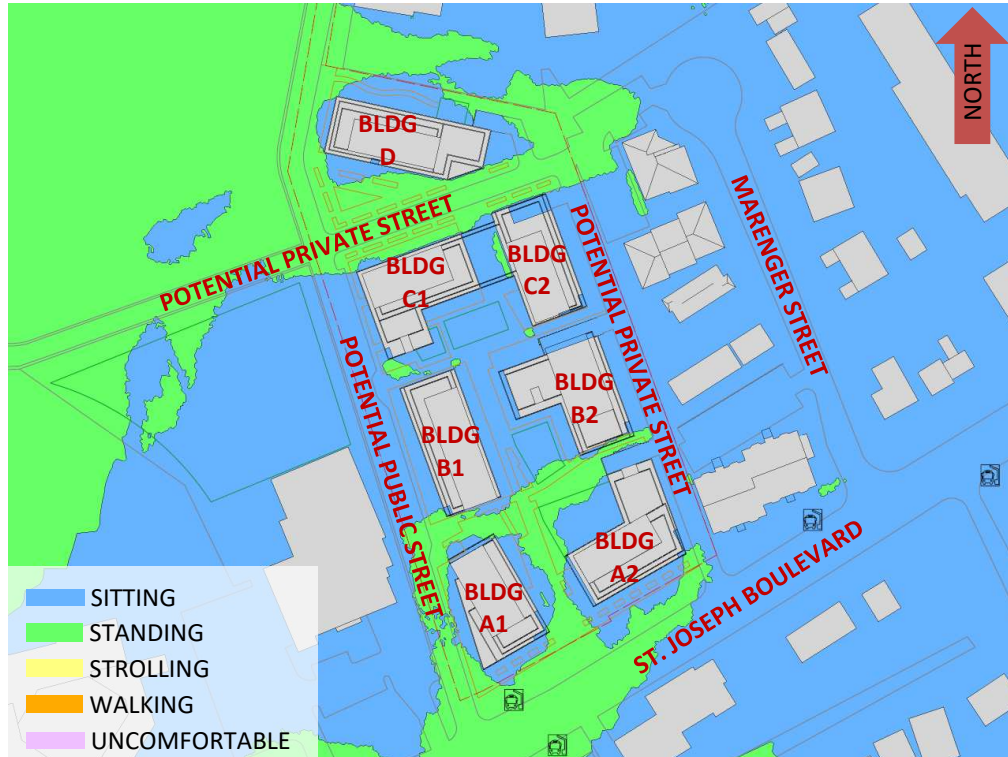 NORTH
BLDG
D
POTENTIAL PRIVATE STREET
BLDG
C1
BLDG
C2
POTENTIAL PRIVATE STREET
MARENGER STREET
POTENTIAL PUBLIC STREET
BLDG
B1
BLDG
B2
BLDG
A1
BLDG
A2
ST. JOSEPH BOULEVARD
SITTING
STANDING
STROLLING
WALKING
UNCOMFORTABLE